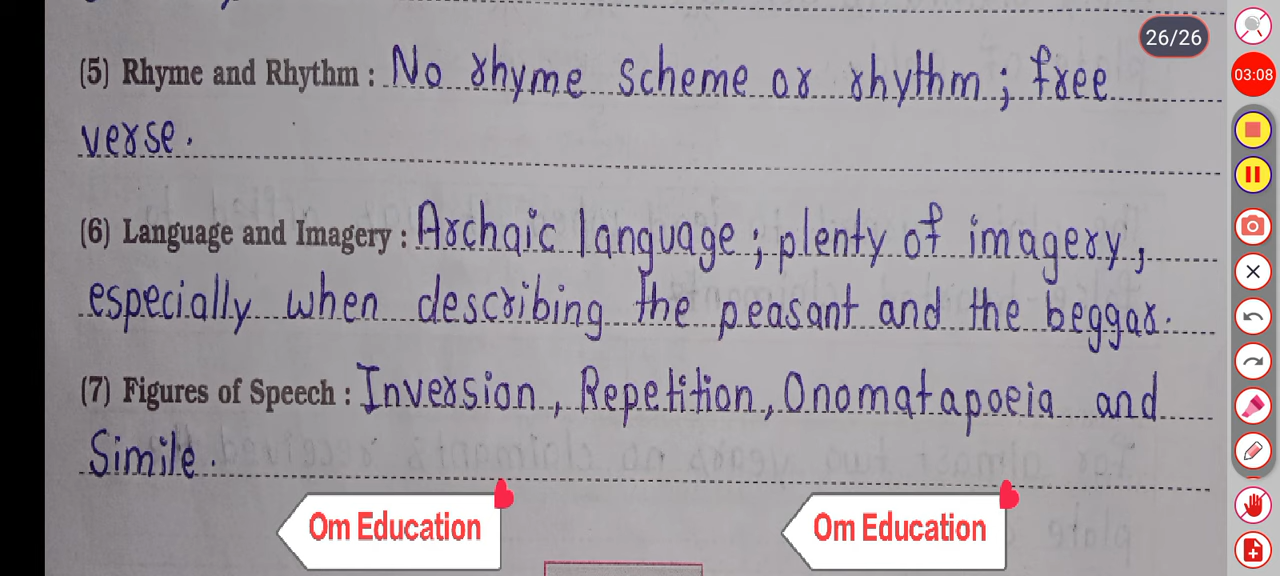 26/26
03:08
(5) Rhyme and Rhythm : No rhyme scheme or rhythm ; free
verse.
(6) Language and Imagery : Archaic language ; plenty of imagery,
especially when describing the peasant and the beggar.
(7) Figures of Speech : Inversion, Repetition, Onomatapoeia and
Simile.
Om Education
Om Education